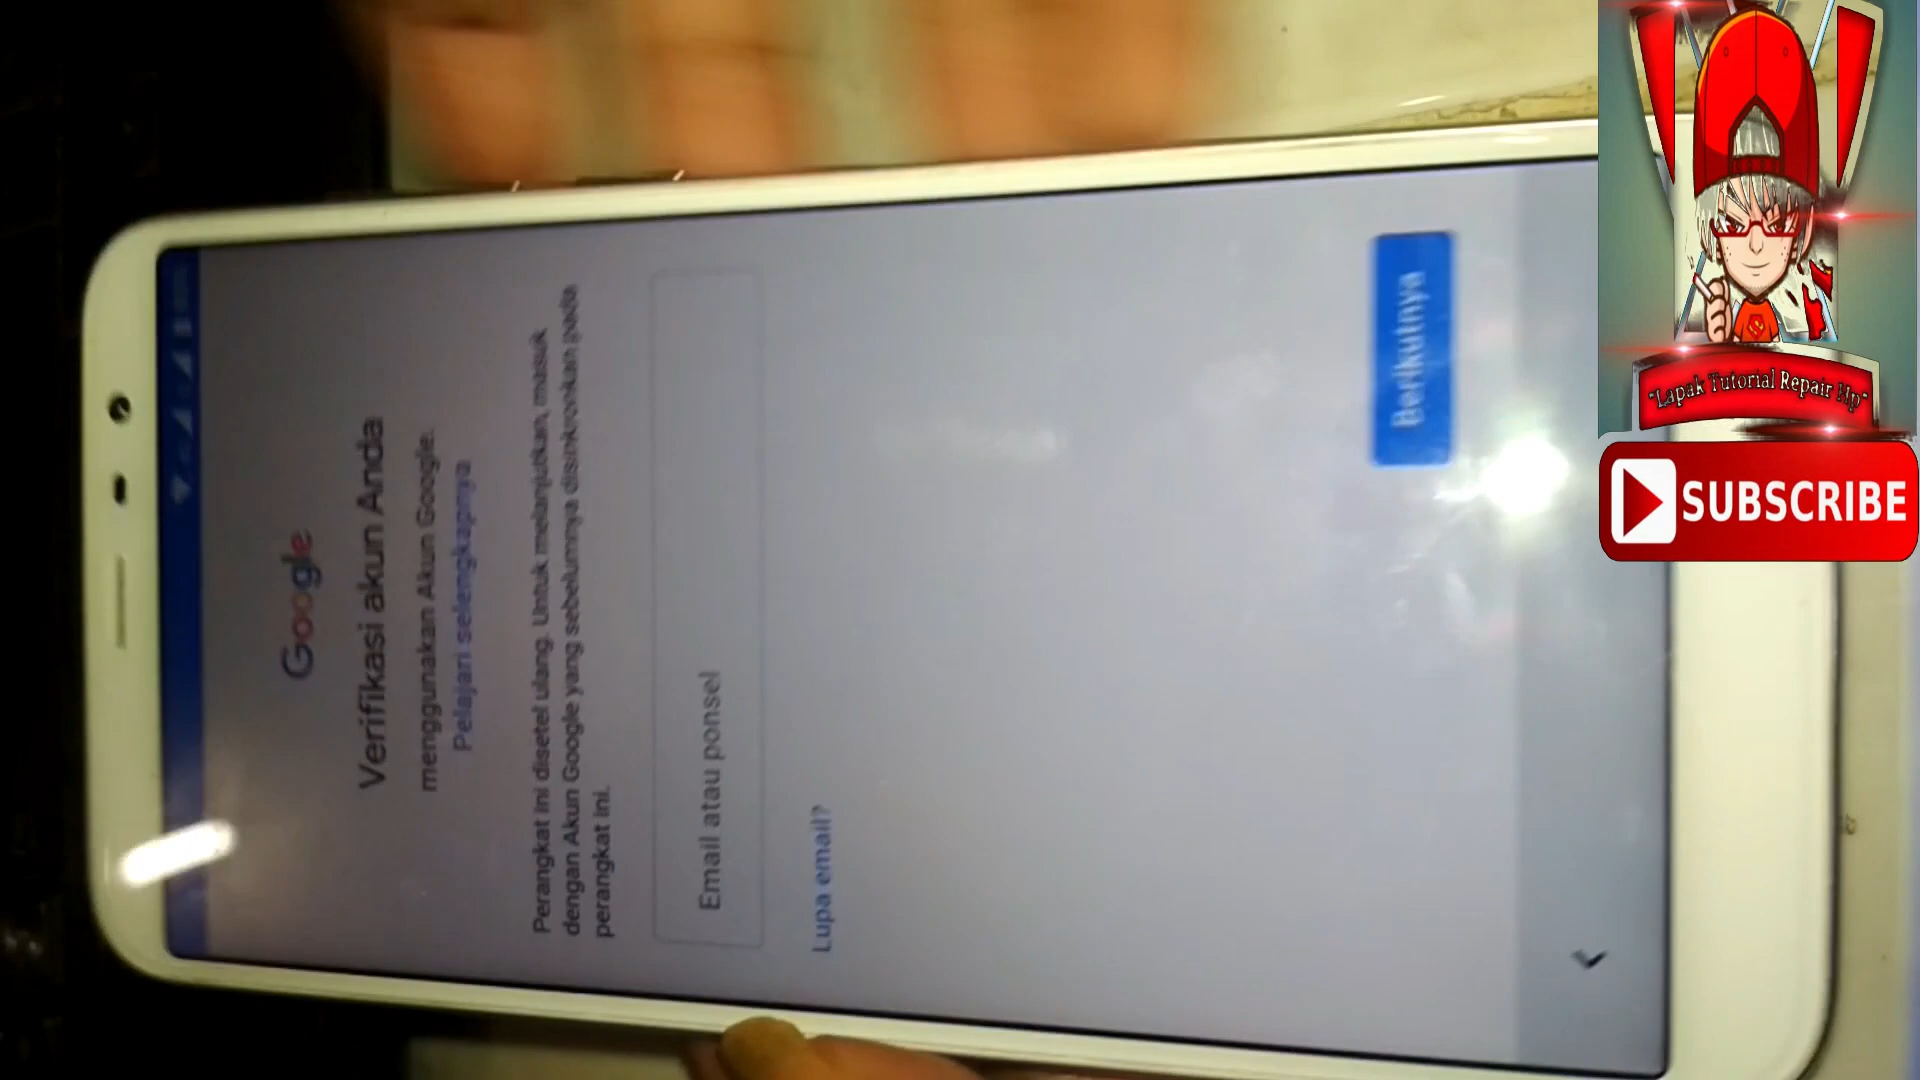 Google
Verifikasi akun Anda
menggunakan Akun Google.
Pelajari selengkapnya
Perangkat ini disetel ulang. Untuk melanjutkan, masuk
dengan Akun Google yang sebelumnya disinkronkan pada
perangkat ini.
Email atau ponsel
Lupa email?
Berikutnya
"Lapak Tutorial Repair Hp"
SUBSCRIBE